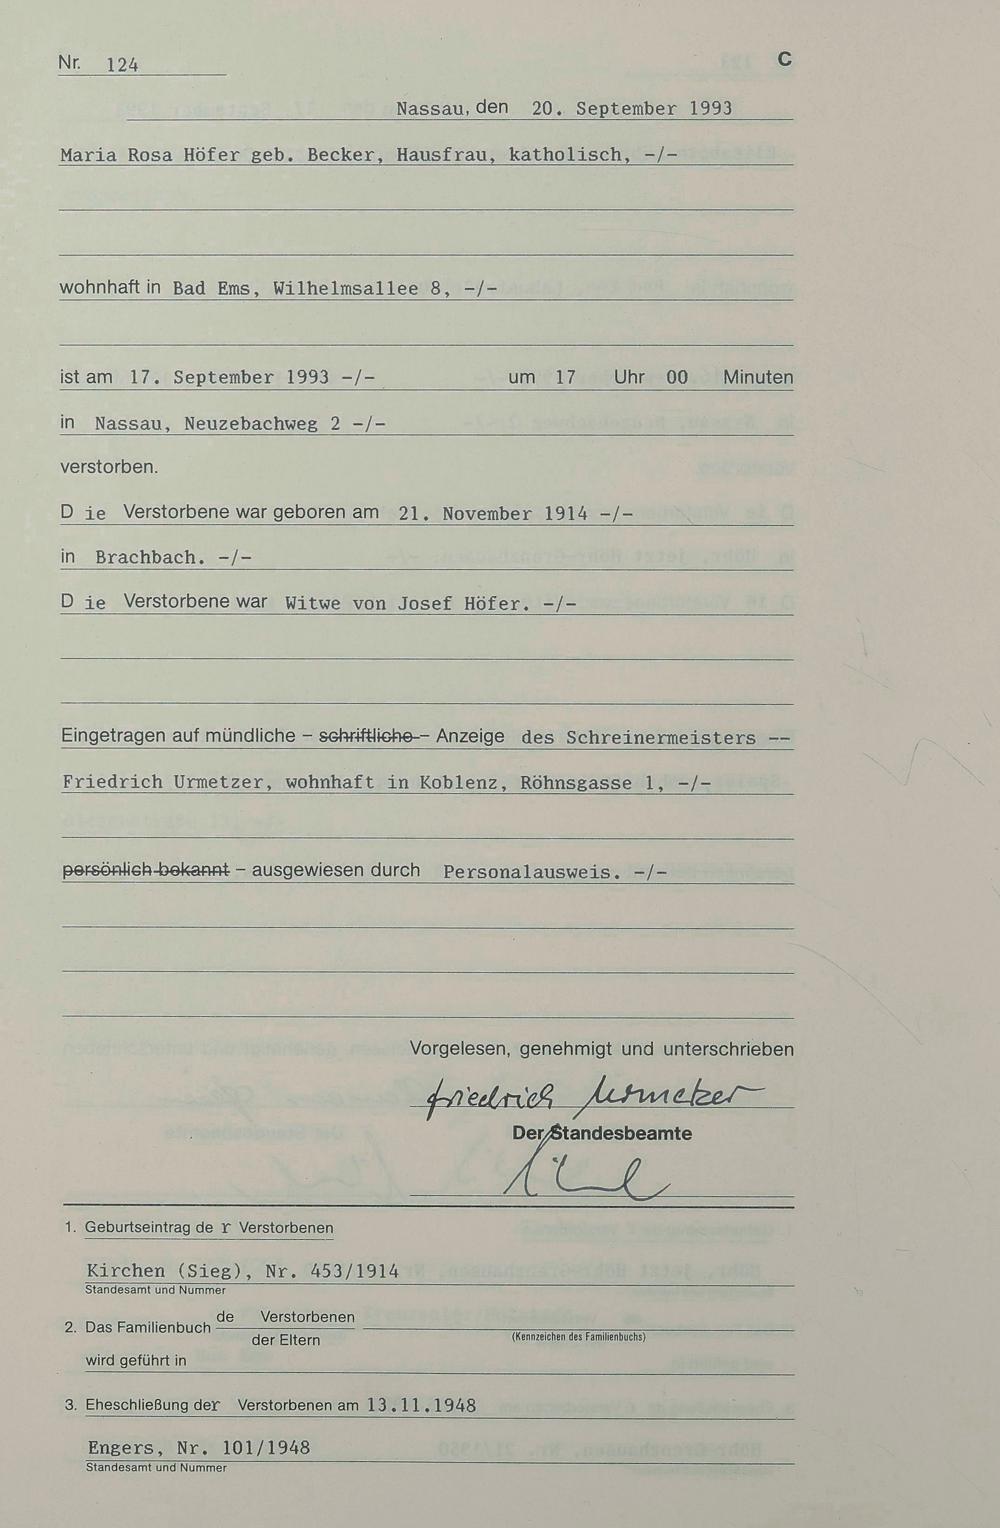 Nr. 124 C
Nassau, den 20. September 1993
Maria Rosa Höfer geb. Becker, Hausfrau, katholisch, -/-
wohnhaft in Bad Ems, Wilhelmsallee 8, -/-
ist am 17. September 1993 -/- um 17 Uhr 00 Minuten
in Nassau, Neuzebachweg 2 -/-
verstorben.
D ie Verstorbene war geboren am 21. November 1914 -/-
in Brachbach. -/-
D ie Verstorbene war Witwe von Josef Höfer. -/-
Eingetragen auf mündliche – schriftliche – Anzeige des Schreinermeisters --
Friedrich Urmetzer, wohnhaft in Koblenz, Röhnsgasse 1, -/-
persönlich bekannt – ausgewiesen durch Personalausweis. -/-
Vorgelesen, genehmigt und unterschrieben
Friedrich Urmetzer
Der Standesbeamte
1. Geburtseintrag de r Verstorbenen
Kirchen (Sieg), Nr. 453/1914
Standesamt und Nummer
2. Das Familienbuch de Verstorbenen
der Eltern
(Kennzeichen des Familienbuchs)
wird geführt in
3. Eheschließung der Verstorbenen am 13.11.1948
Engers, Nr. 101/1948
Standesamt und Nummer